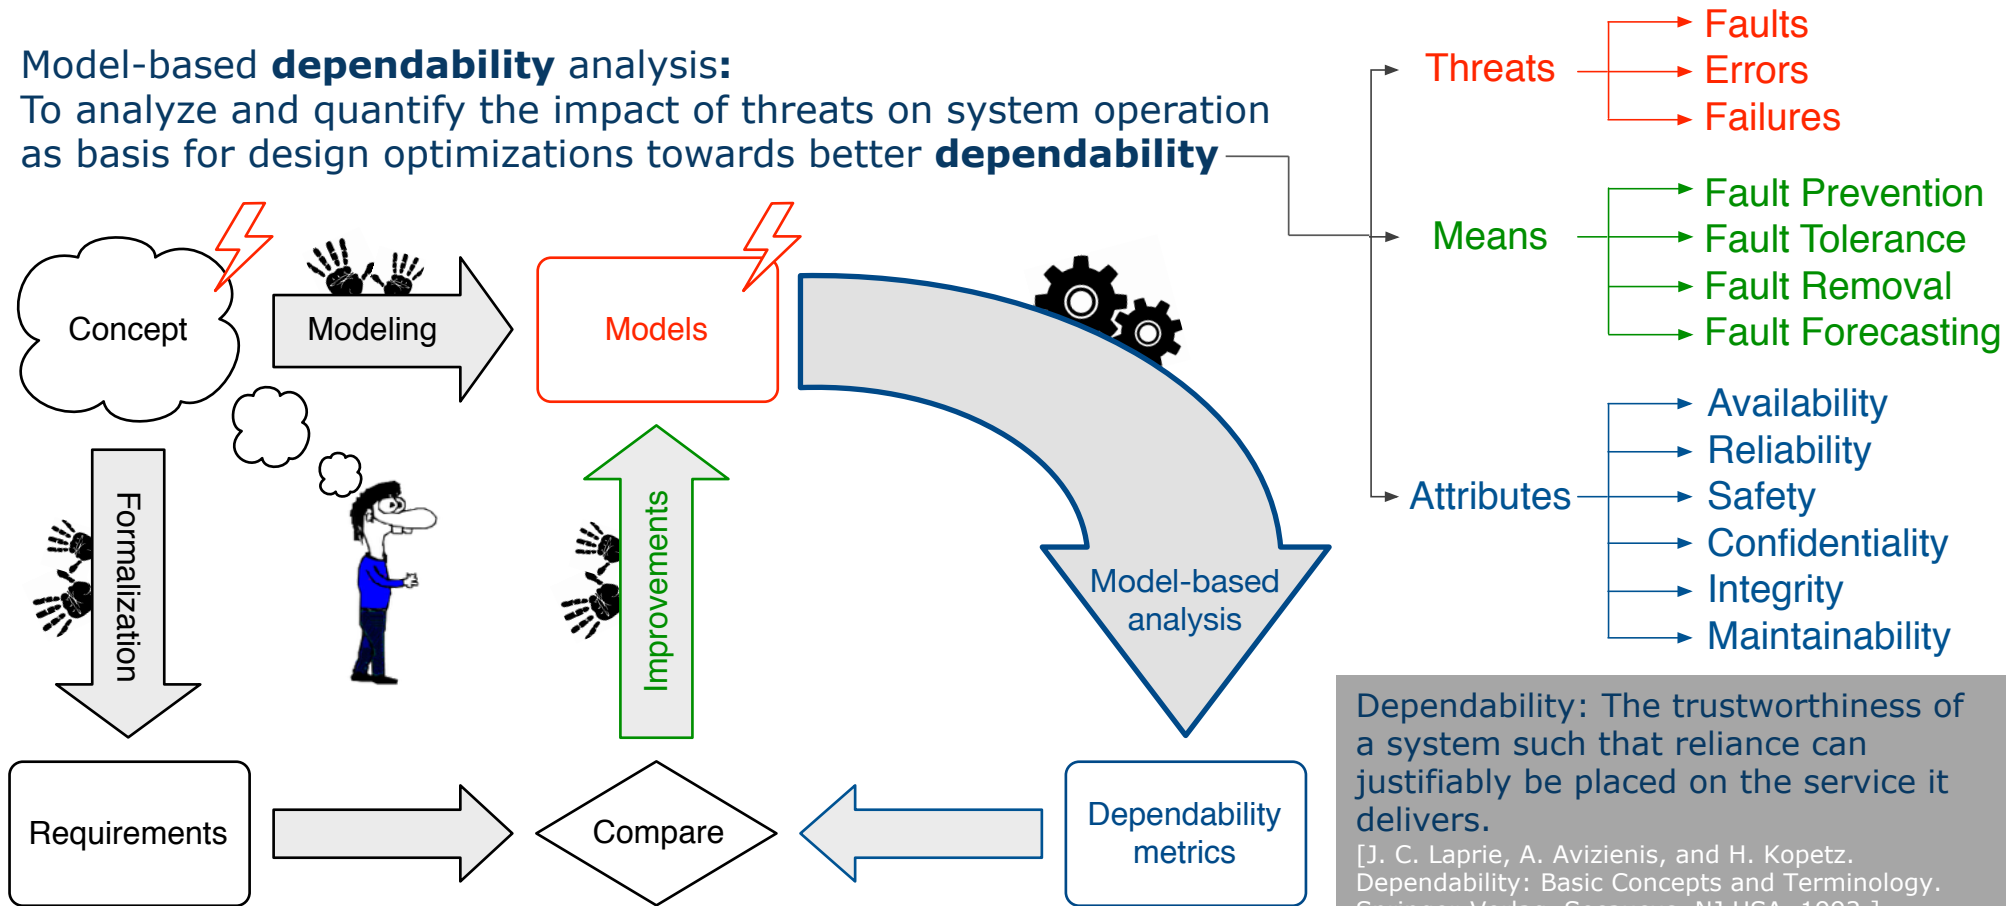 Model-based dependability analysis:
To analyze and quantify the impact of threats on system operation
as basis for design optimizations towards better dependability
Threats
Faults
Errors
Failures
Means
Fault Prevention
Fault Tolerance
Fault Removal
Fault Forecasting
Attributes
Availability
Reliability
Safety
Confidentiality
Integrity
Maintainability
Concept
Modeling
Models
Formalization
Improvements
Model-based
analysis
Requirements
Compare
Dependability
metrics
Dependability: The trustworthiness of
a system such that reliance can
justifiably be placed on the service it
delivers.
[J. C. Laprie, A. Avizienis, and H. Kopetz.
Dependability: Basic Concepts and Terminology.